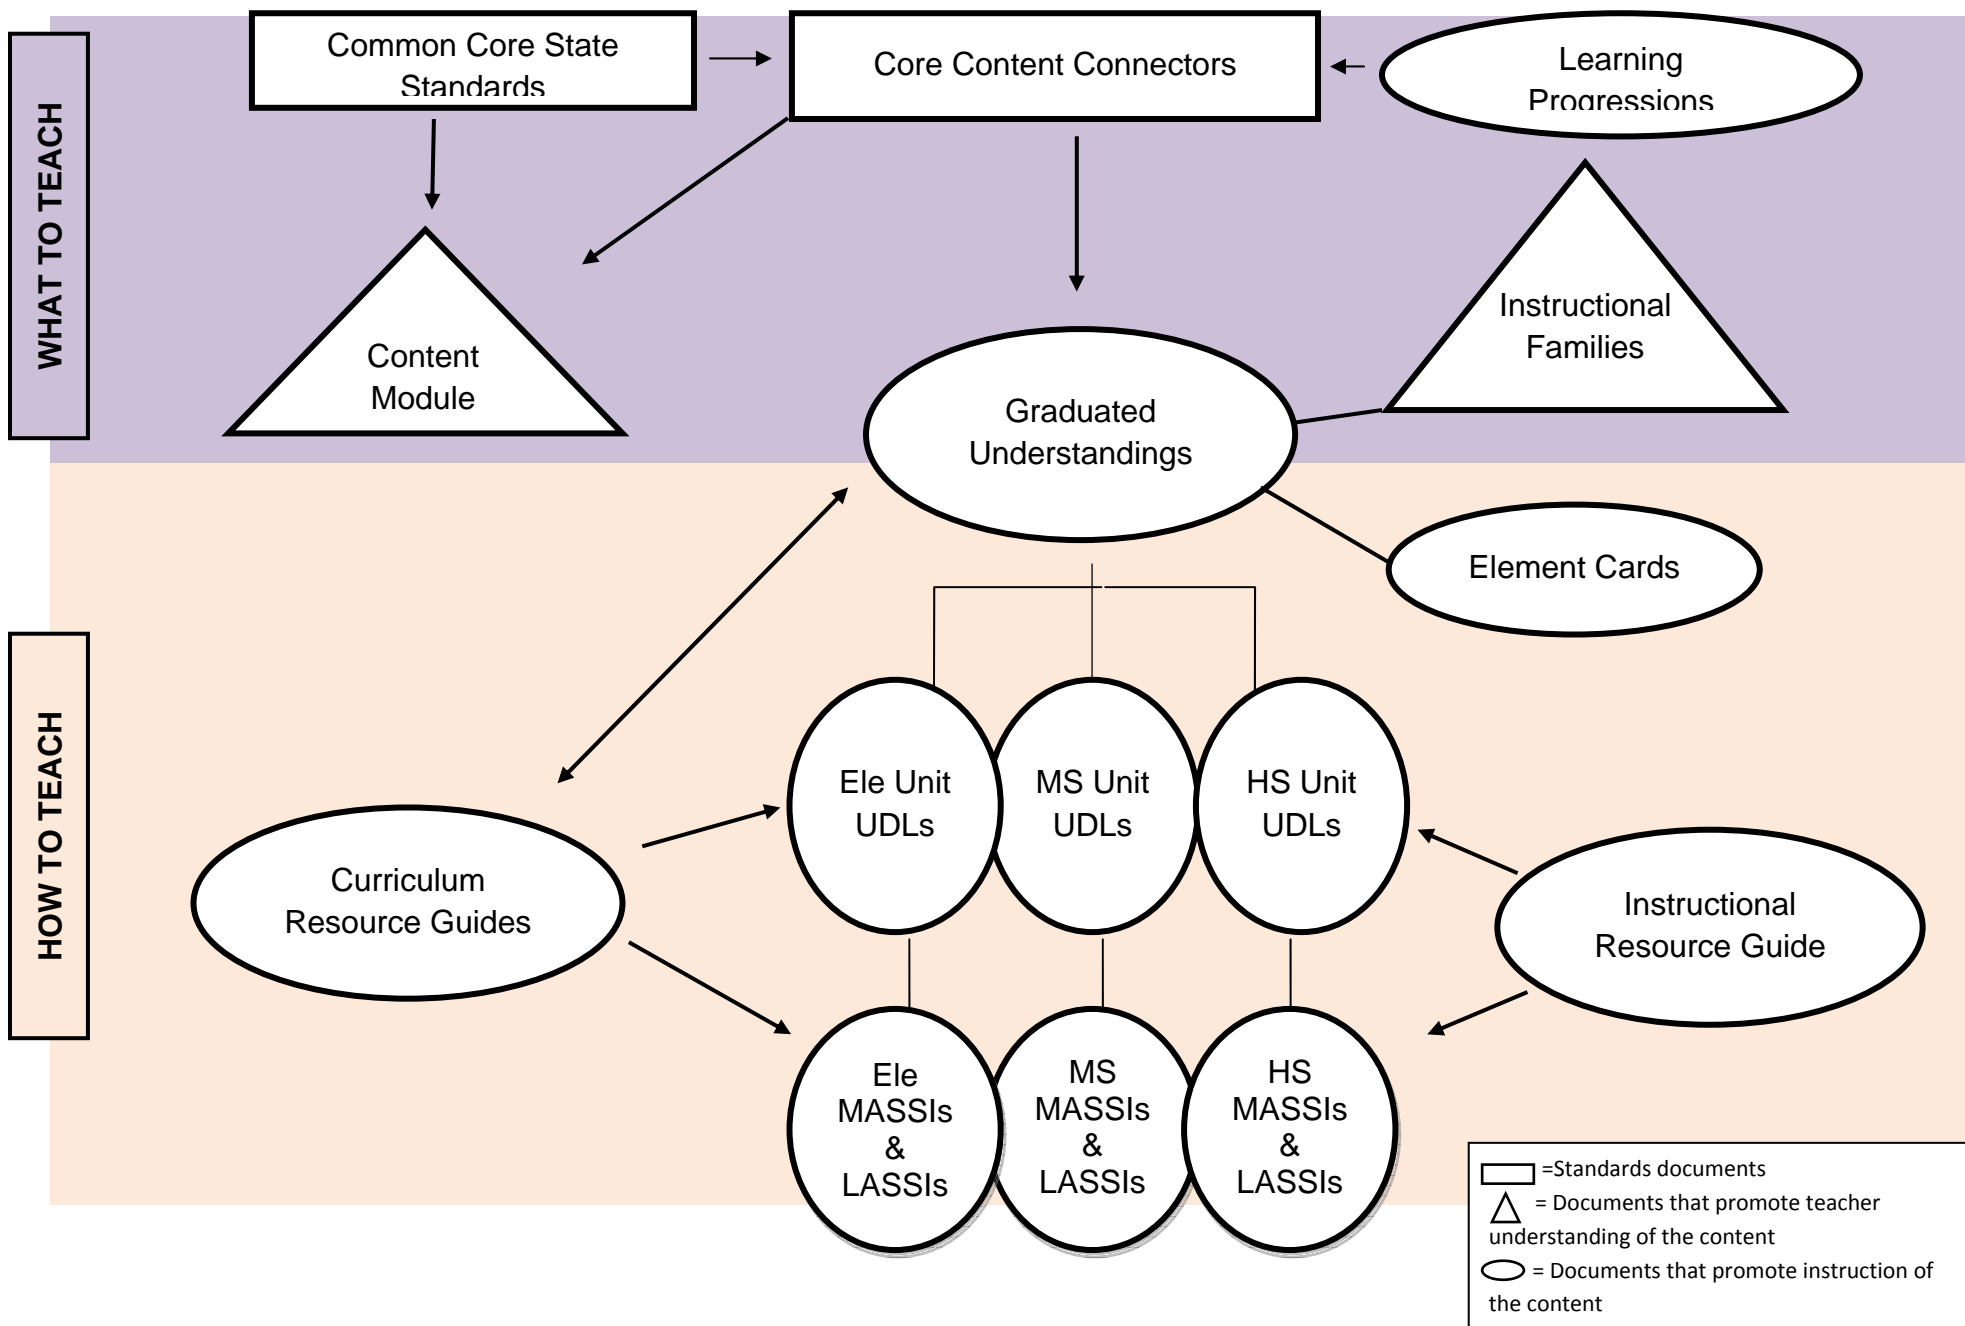 WHAT TO TEACH
Common Core State
Standards
Core Content Connectors
Learning
Progressions
Content
Module
Instructional
Families
Graduated
Understandings
HOW TO TEACH
Element Cards
Ele Unit
UDLs
MS Unit
UDLs
HS Unit
UDLs
Curriculum
Resource Guides
Instructional
Resource Guide
Ele
MASSIs
&
LASSIs
MS
MASSIs
&
LASSIs
HS
MASSIs
&
LASSIs
=Standards documents
= Documents that promote teacher
understanding of the content
= Documents that promote instruction of
the content